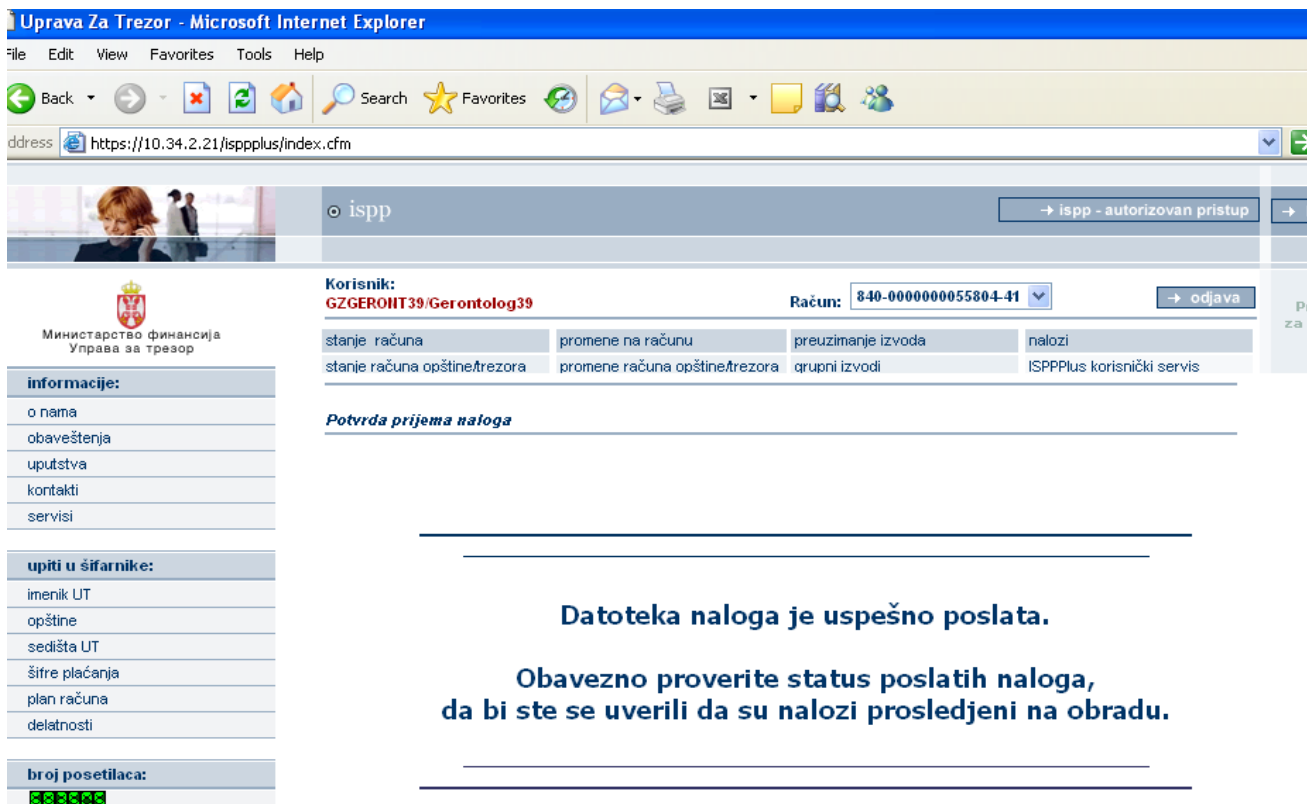 Uprava Za Trezor - Microsoft Internet Explorer
File Edit View Favorites Tools Help
Back Search Favorites
ddress https://10.34.2.21/isppplus/index.cfm
ispp
ispp - autorizovan pristup
Korisnik:
GZGERONT39/Gerontolog39
Račun: 840-0000000055804-41
odjava
za
Министарство финансија
Управа за трезор
stanje računa promene na računu preuzimanje izvoda nalozi
stanje računa opštine/trezora promene računa opštine/trezora grupni izvodi ISPPPlus korisnički servis
informacije:
o nama
obaveštenja
uputstva
kontakti
servisi
Potvrda prijema naloga
upiti u šifarnike:
imenik UT
opštine
sedišta UT
šifre plaćanja
plan računa
delatnosti
broj posetilaca:
Datoteka naloga je uspešno poslata.
Obavezno proverite status poslatih naloga,
da bi ste se uverili da su nalozi prosledjeni na obradu.